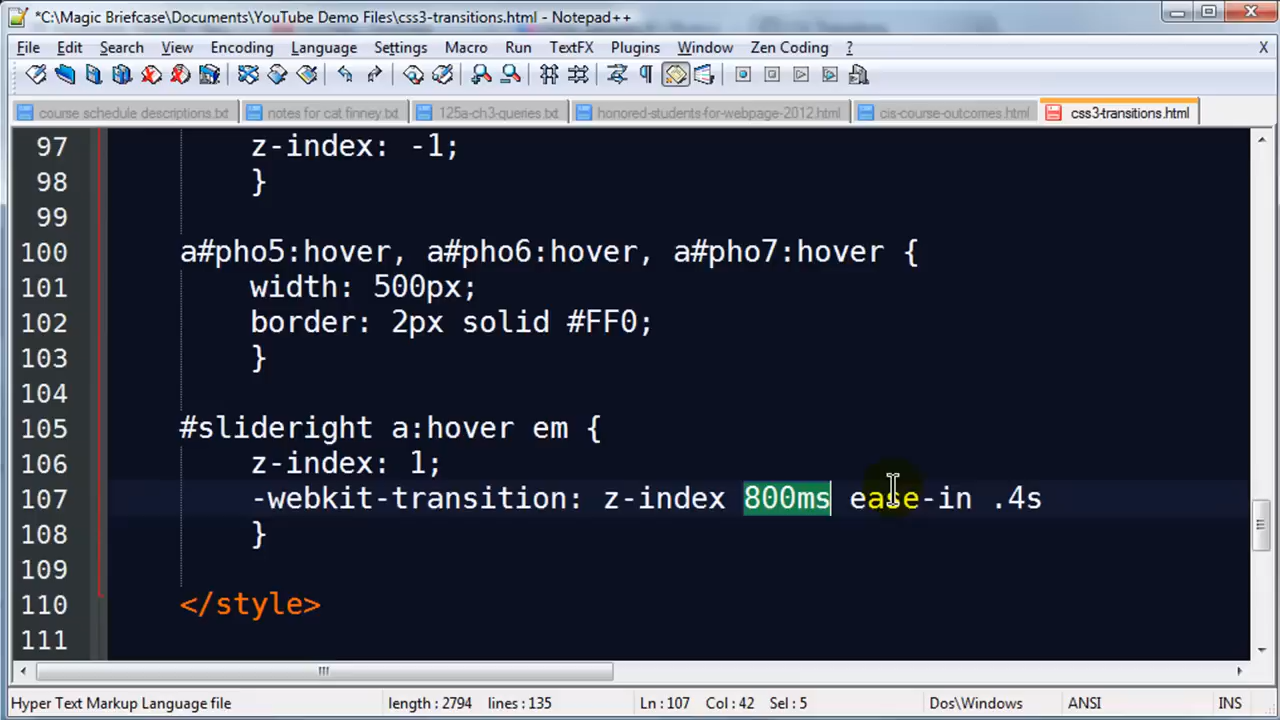 *C:\Magic Briefcase\Documents\YouTube Demo Files\css3-transitions.html - Notepad++
File Edit Search View Encoding Language Settings Macro Run TextFX Plugins Window Zen Coding ? X
course schedule descriptions.txt notes for cat finney.txt 125a-ch3-queries.txt honored-students-for-webpage-2012.html cis-course-outcomes.html css3-transitions.html
97 z-index: -1;
98 }
99
100 a#pho5:hover, a#pho6:hover, a#pho7:hover {
101 width: 500px;
102 border: 2px solid #FF0;
103 }
104
105 #slideright a:hover em {
106 z-index: 1;
107 -webkit-transition: z-index 800ms ease-in .4s
108 }
109
110 </style>
111
Hyper Text Markup Language file length : 2794 lines : 135 Ln : 107 Col : 42 Sel : 5 Dos\Windows ANSI INS